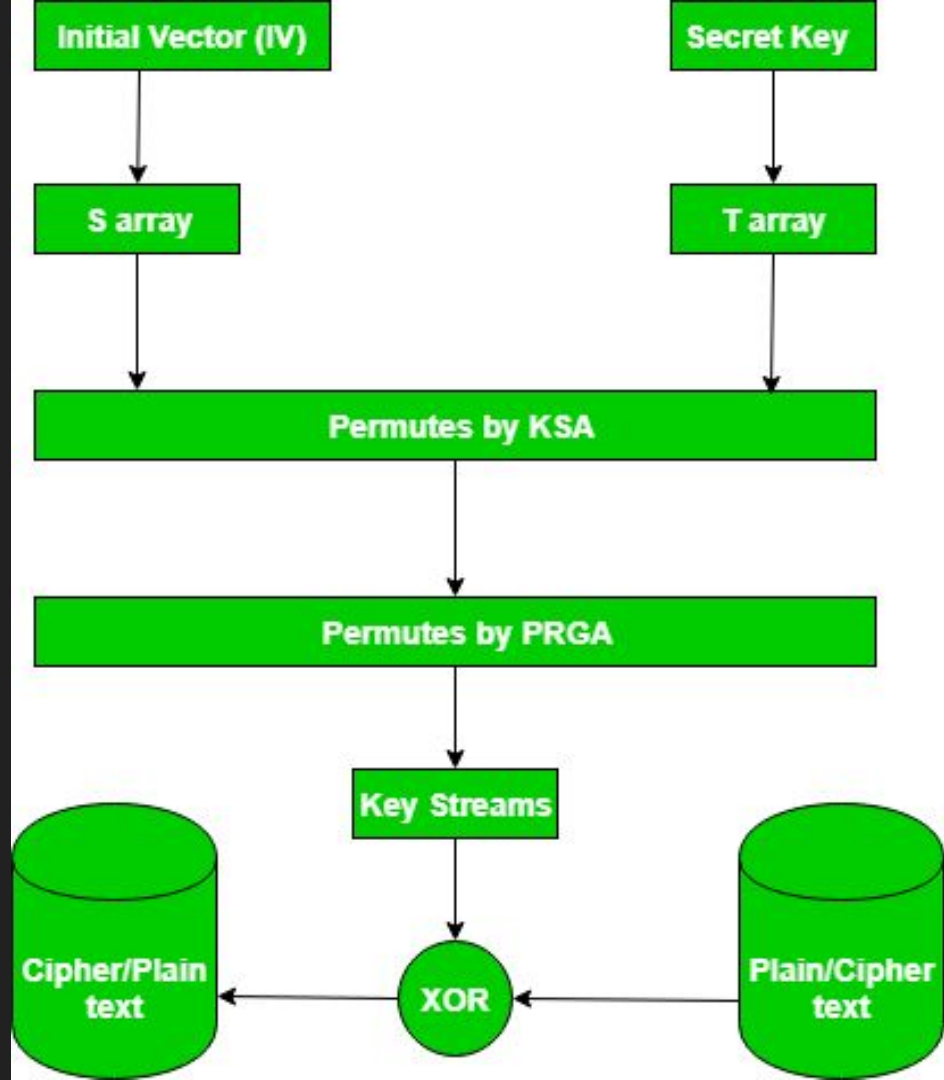 Initial Vector (IV)
Secret Key
S array
T array
Permutes by KSA
Permutes by PRGA
Key Streams
Cipher/Plain
text
XOR
Plain/Cipher
text